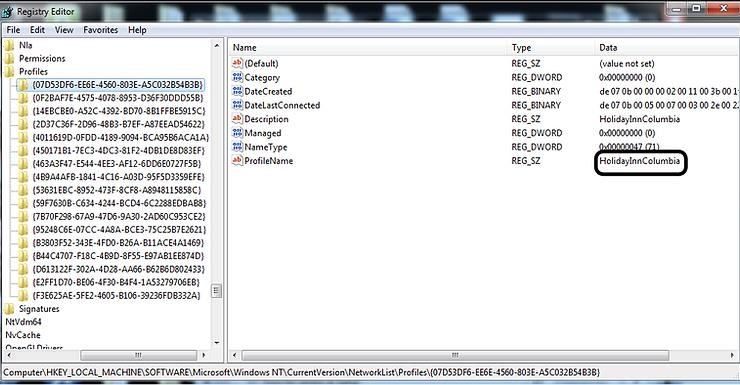 Registry Editor
File Edit View Favorites Help
Nla
Permissions
Profiles
{07D53DF6-EE6E-4560-803E-A5C032B54B3B}
{0F2BAF7E-4575-4078-8953-D36F30DDD55B}
{14EBCBE0-A52C-4392-BD70-8B1FFBE5915C}
{2D37C36F-2D96-48B3-B7EF-A87EEAD54622}
{4011619D-0FDD-4189-9094-BCA95B6ACA1A}
{450171B1-7EC3-4DC3-81F2-4DB1DE8D83EF}
{463A3F47-E544-4EE3-AF12-6DD6E0727F5B}
{4B9A4AFB-1841-4C16-A03D-95F5D3359EFE}
{53631EBC-8952-473F-8CF8-A8948115858C}
{59F7630B-C634-4244-BCD4-6C2288EDBAB8}
{7B70F298-67A9-47D6-9A30-2AD60C953CE2}
{95248C6E-07CC-4A8A-BCE3-75C25B7E2621}
{B3803F52-343E-4FD0-B26A-B11ACE4A1469}
{B44C4707-F18C-4B9D-8F55-E97AB1EE874D}
{D613122F-302A-4D28-AA66-B62B6D802433}
{E2FF1D70-BE06-4F30-B4F4-1A53279706EB}
{F3E625AE-5FE2-4605-B106-39236FDB332A}
Signatures
NtVdm64
NvCache
OpenGLDrivers
Name Type Data
(Default) REG_SZ (value not set)
Category REG_DWORD 0x00000000 (0)
DateCreated REG_BINARY de 07 0b 00 00 00 02 00 11 00 3b 00 1
DateLastConnected REG_BINARY de 07 0b 00 05 00 07 00 03 00 2e 00 2
Description REG_SZ HolidayInnColumbia
Managed REG_DWORD 0x00000000 (0)
NameType REG_DWORD 0x00000047 (71)
ProfileName REG_SZ HolidayInnColumbia
Computer\HKEY_LOCAL_MACHINE\SOFTWARE\Microsoft\Windows NT\CurrentVersion\NetworkList\Profiles\{07D53DF6-EE6E-4560-803E-A5C032B54B3B}